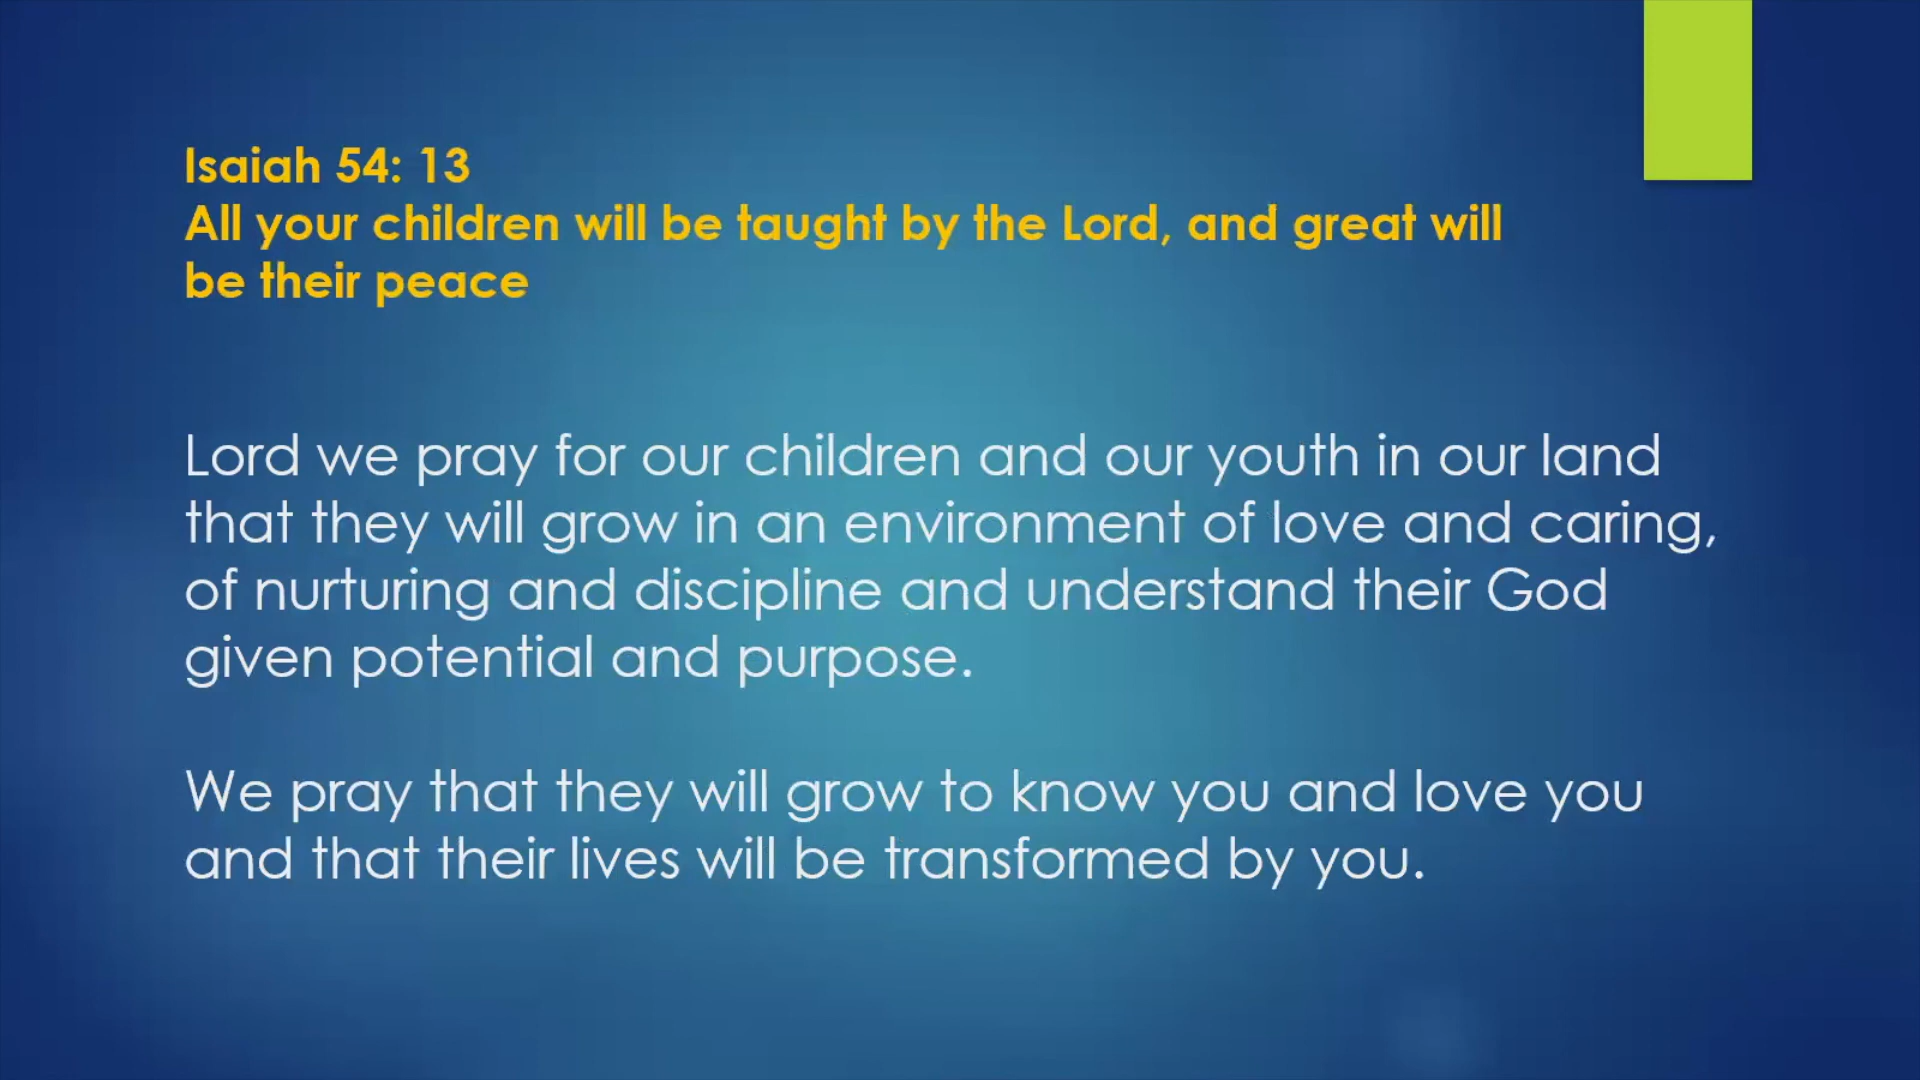 Isaiah 54: 13
All your children will be taught by the Lord, and great will
be their peace
Lord we pray for our children and our youth in our land
that they will grow in an environment of love and caring,
of nurturing and discipline and understand their God
given potential and purpose.
We pray that they will grow to know you and love you
and that their lives will be transformed by you.